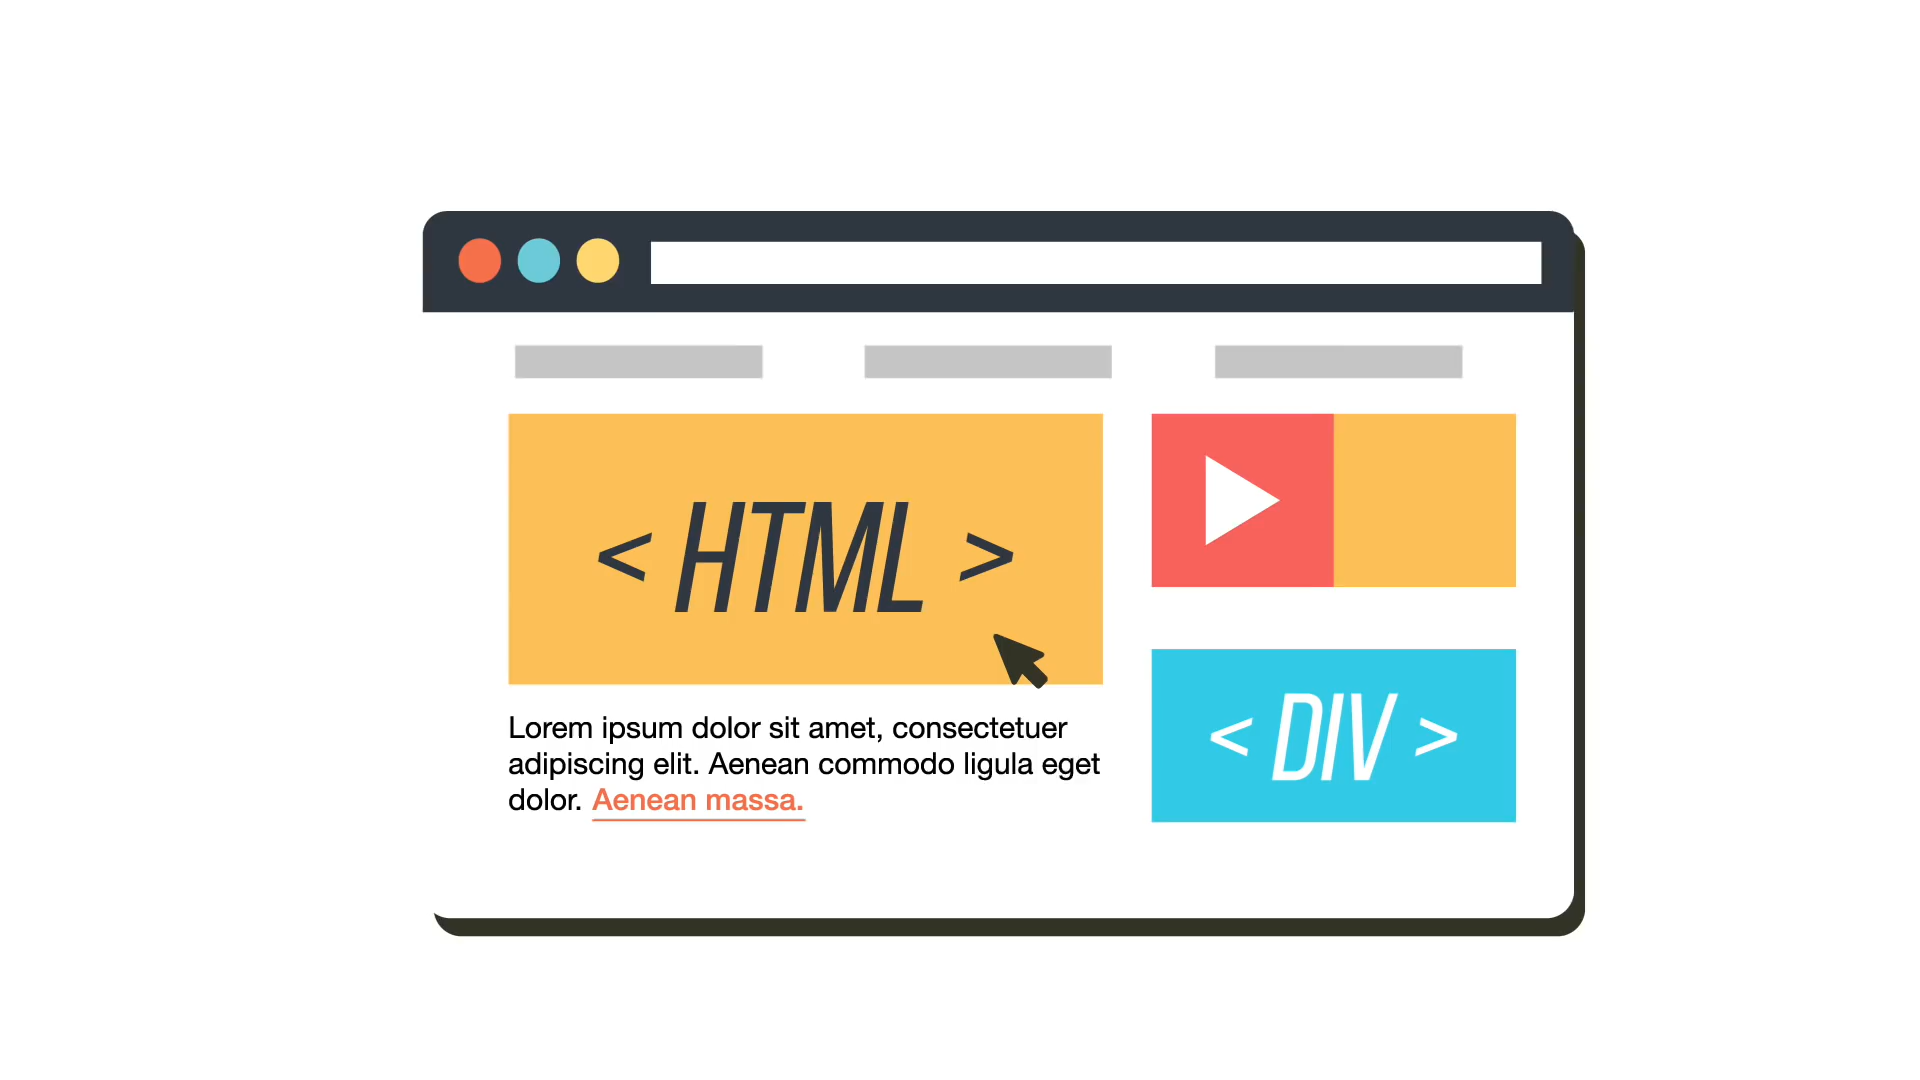 < HTML >
Lorem ipsum dolor sit amet, consectetuer
adipiscing elit. Aenean commodo ligula eget
dolor. Aenean massa.
< DIV >